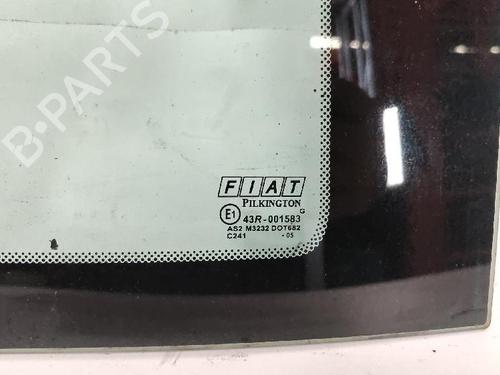 B-PARTS
FIAT
PILKINGTON
G
E1 43R-001583
AS2 M3232 DOT682
C241 -05